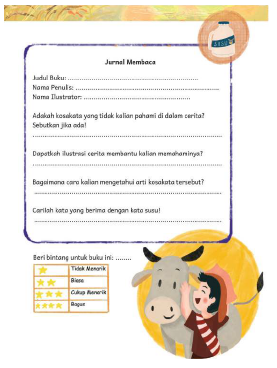 Jurnal Membaca
Judul Buku: ........................................................
Nama Penulis: ..............................................................
Nama Ilustrator: ..............................................
Adakah kosakata yang tidak kalian pahami di dalam cerita?
Sebutkan jika ada!
Dapatkah ilustrasi cerita membantu kalian memahaminya?
Bagaimana cara kalian mengetahui arti kosakata tersebut?
Carilah kata yang berima dengan kata susu!
Beri bintang untuk buku ini: ........
Tidak Menarik
Biasa
Cukup Menarik
Bagus